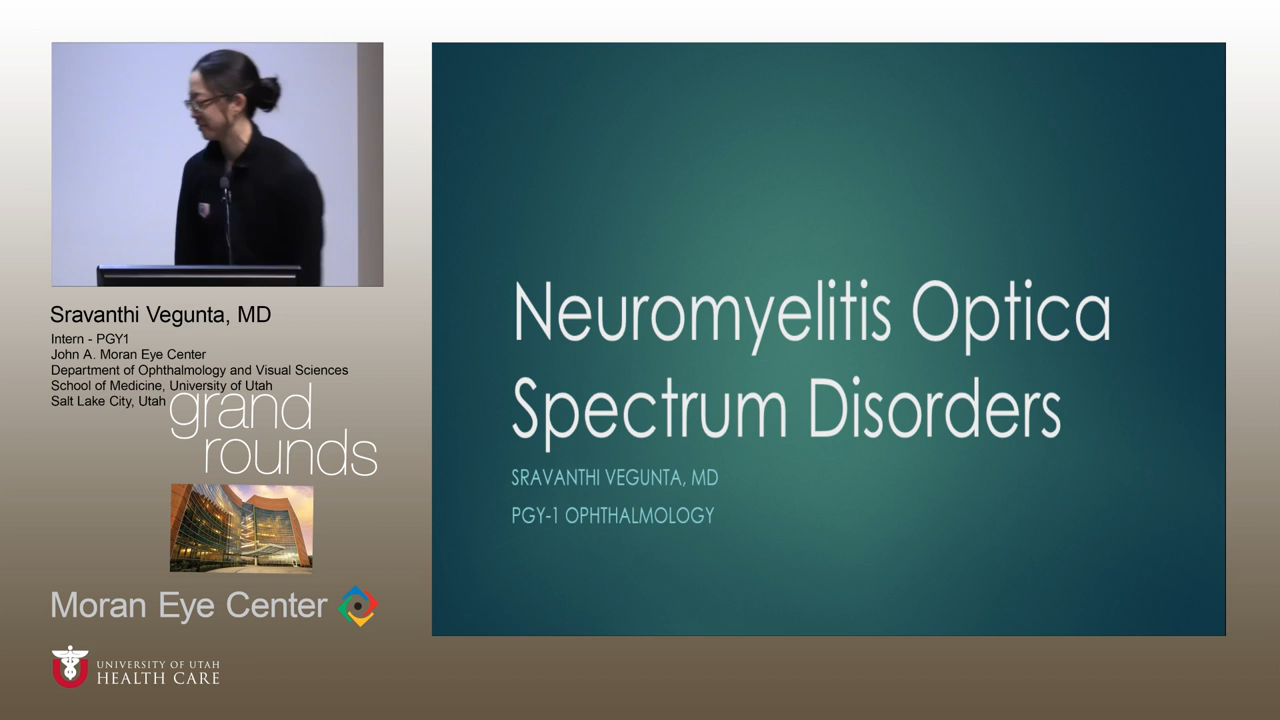 Sravanthi Vegunta, MD
Intern - PGY1
John A. Moran Eye Center
Department of Ophthalmology and Visual Sciences
School of Medicine, University of Utah
Salt Lake City, Utah
grand
rounds
Moran Eye Center
UNIVERSITY OF UTAH
HEALTH CARE
Neuromyelitis Optica
Spectrum Disorders
SRAVANTHI VEGUNTA, MD
PGY-1 OPHTHALMOLOGY